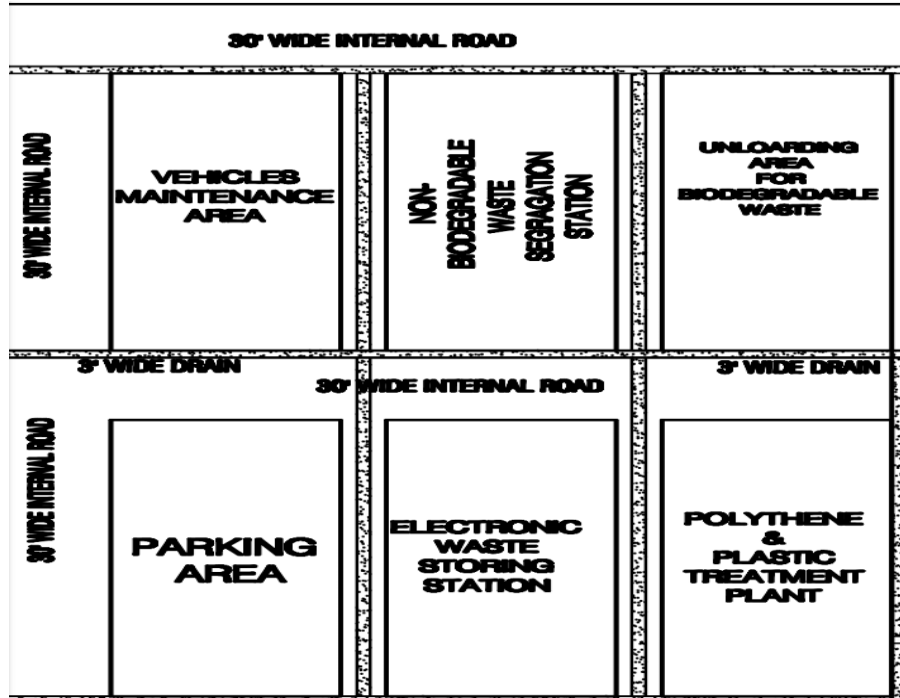 30' WIDE INTERNAL ROAD
30' WIDE INTERNAL ROAD
VEHICLES
MAINTENANCE
AREA
NON-
BIODEGRADABLE
WASTE
SEGRAGATION
STATION
UNLOARDING
AREA
FOR
BIODEGRADABLE
WASTE
3' WIDE DRAIN
30' WIDE INTERNAL ROAD
3' WIDE DRAIN
30' WIDE INTERNAL ROAD
PARKING
AREA
ELECTRONIC
WASTE
STORING
STATION
POLYTHENE
&
PLASTIC
TREATMENT
PLANT